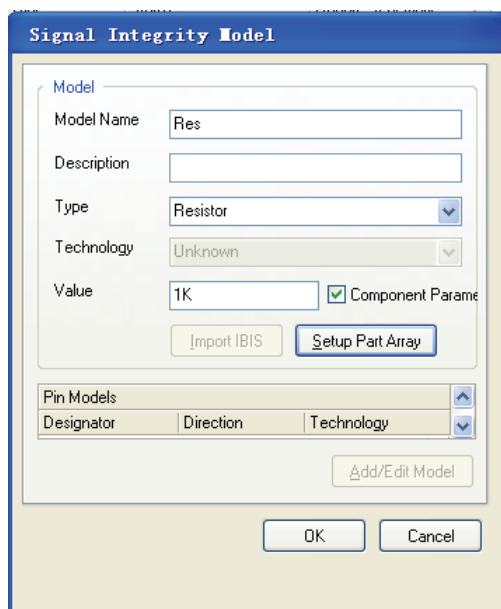 Signal Integrity Model
Model
Model Name Res
Description
Type Resistor
Technology Unknown
Value 1K Component Parame
Import IBIS Setup Part Array
Pin Models
Designator Direction Technology
Add/Edit Model
OK Cancel